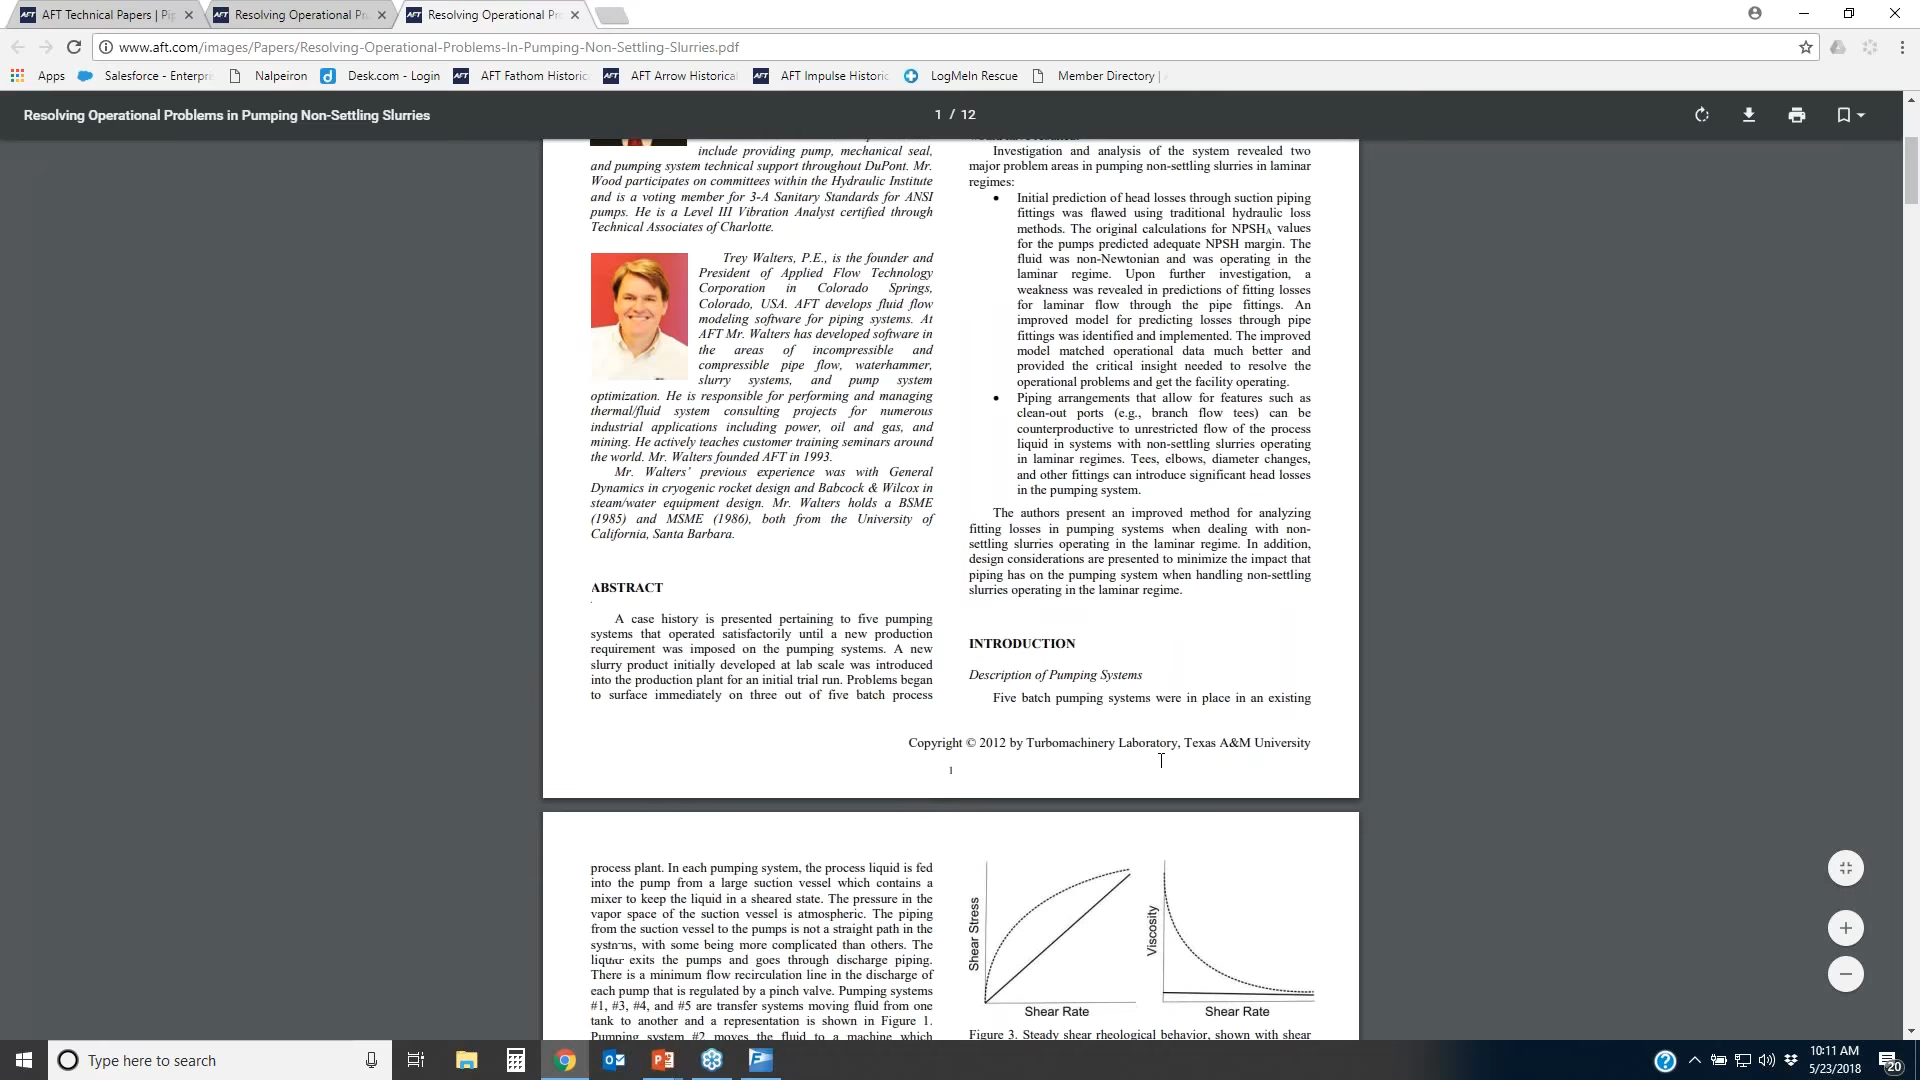 AFT Technical Papers | Pip
Resolving Operational Pr
Resolving Operational Pr
www.aft.com/images/Papers/Resolving-Operational-Problems-In-Pumping-Non-Settling-Slurries.pdf
Apps
Salesforce - Enterpri
Nalpeiron
Desk.com - Login
AFT Fathom Historic
AFT Arrow Historical
AFT Impulse Historic
LogMeIn Rescue
Member Directory |
Resolving Operational Problems in Pumping Non-Settling Slurries
1 / 12
include providing pump, mechanical seal,
and pumping system technical support throughout DuPont. Mr.
Wood participates on committees within the Hydraulic Institute
and is a voting member for 3-A Sanitary Standards for ANSI
pumps. He is a Level III Vibration Analyst certified through
Technical Associates of Charlotte.
Trey Walters, P.E., is the founder and
President of Applied Flow Technology
Corporation in Colorado Springs,
Colorado, USA. AFT develops fluid flow
modeling software for piping systems. At
AFT Mr. Walters has developed software in
the areas of incompressible and
compressible pipe flow, waterhammer,
slurry systems, and pump system
optimization. He is responsible for performing and managing
thermal/fluid system consulting projects for numerous
industrial applications including power, oil and gas, and
mining. He actively teaches customer training seminars around
the world. Mr. Walters founded AFT in 1993.
Mr. Walters' previous experience was with General
Dynamics in cryogenic rocket design and Babcock & Wilcox in
steam/water equipment design. Mr. Walters holds a BSME
(1985) and MSME (1986), both from the University of
California, Santa Barbara.
ABSTRACT
A case history is presented pertaining to five pumping
systems that operated satisfactorily until a new production
requirement was imposed on the pumping systems. A new
slurry product initially developed at lab scale was introduced
into the production plant for an initial trial run. Problems began
to surface immediately on three out of five batch process
Investigation and analysis of the system revealed two
major problem areas in pumping non-settling slurries in laminar
regimes:
• Initial prediction of head losses through suction piping
fittings was flawed using traditional hydraulic loss
methods. The original calculations for NPSHA values
for the pumps predicted adequate NPSH margin. The
fluid was non-Newtonian and was operating in the
laminar regime. Upon further investigation, a
weakness was revealed in predictions of fitting losses
for laminar flow through the pipe fittings. An
improved model for predicting losses through pipe
fittings was identified and implemented. The improved
model matched operational data much better and
provided the critical insight needed to resolve the
operational problems and get the facility operating.
• Piping arrangements that allow for features such as
clean-out ports (e.g., branch flow tees) can be
counterproductive to unrestricted flow of the process
liquid in systems with non-settling slurries operating
in laminar regimes. Tees, elbows, diameter changes,
and other fittings can introduce significant head losses
in the pumping system.
The authors present an improved method for analyzing
fitting losses in pumping systems when dealing with non-
settling slurries operating in the laminar regime. In addition,
design considerations are presented to minimize the impact that
piping has on the pumping system when handling non-settling
slurries operating in the laminar regime.
INTRODUCTION
Description of Pumping Systems
Five batch pumping systems were in place in an existing
Copyright © 2012 by Turbomachinery Laboratory, Texas A&M University
1
process plant. In each pumping system, the process liquid is fed
into the pump from a large suction vessel which contains a
mixer to keep the liquid in a sheared state. The pressure in the
vapor space of the suction vessel is atmospheric. The piping
from the suction vessel to the pumps is not a straight path in the
systems, with some being more complicated than others. The
exits the pumps and goes through discharge piping.
There is a minimum flow recirculation line in the discharge of
each pump that is regulated by a pinch valve. Pumping systems
#1, #3, #4, and #5 are transfer systems moving fluid from one
tank to another and a representation is shown in Figure 1.
Pumping system #2 moves the fluid to a machine which
Shear Stress
Shear Rate
Viscosity
Shear Rate
Figure 3. Steady shear rheological behavior, shown with shear
Type here to search
10:11 AM
5/23/2018
20